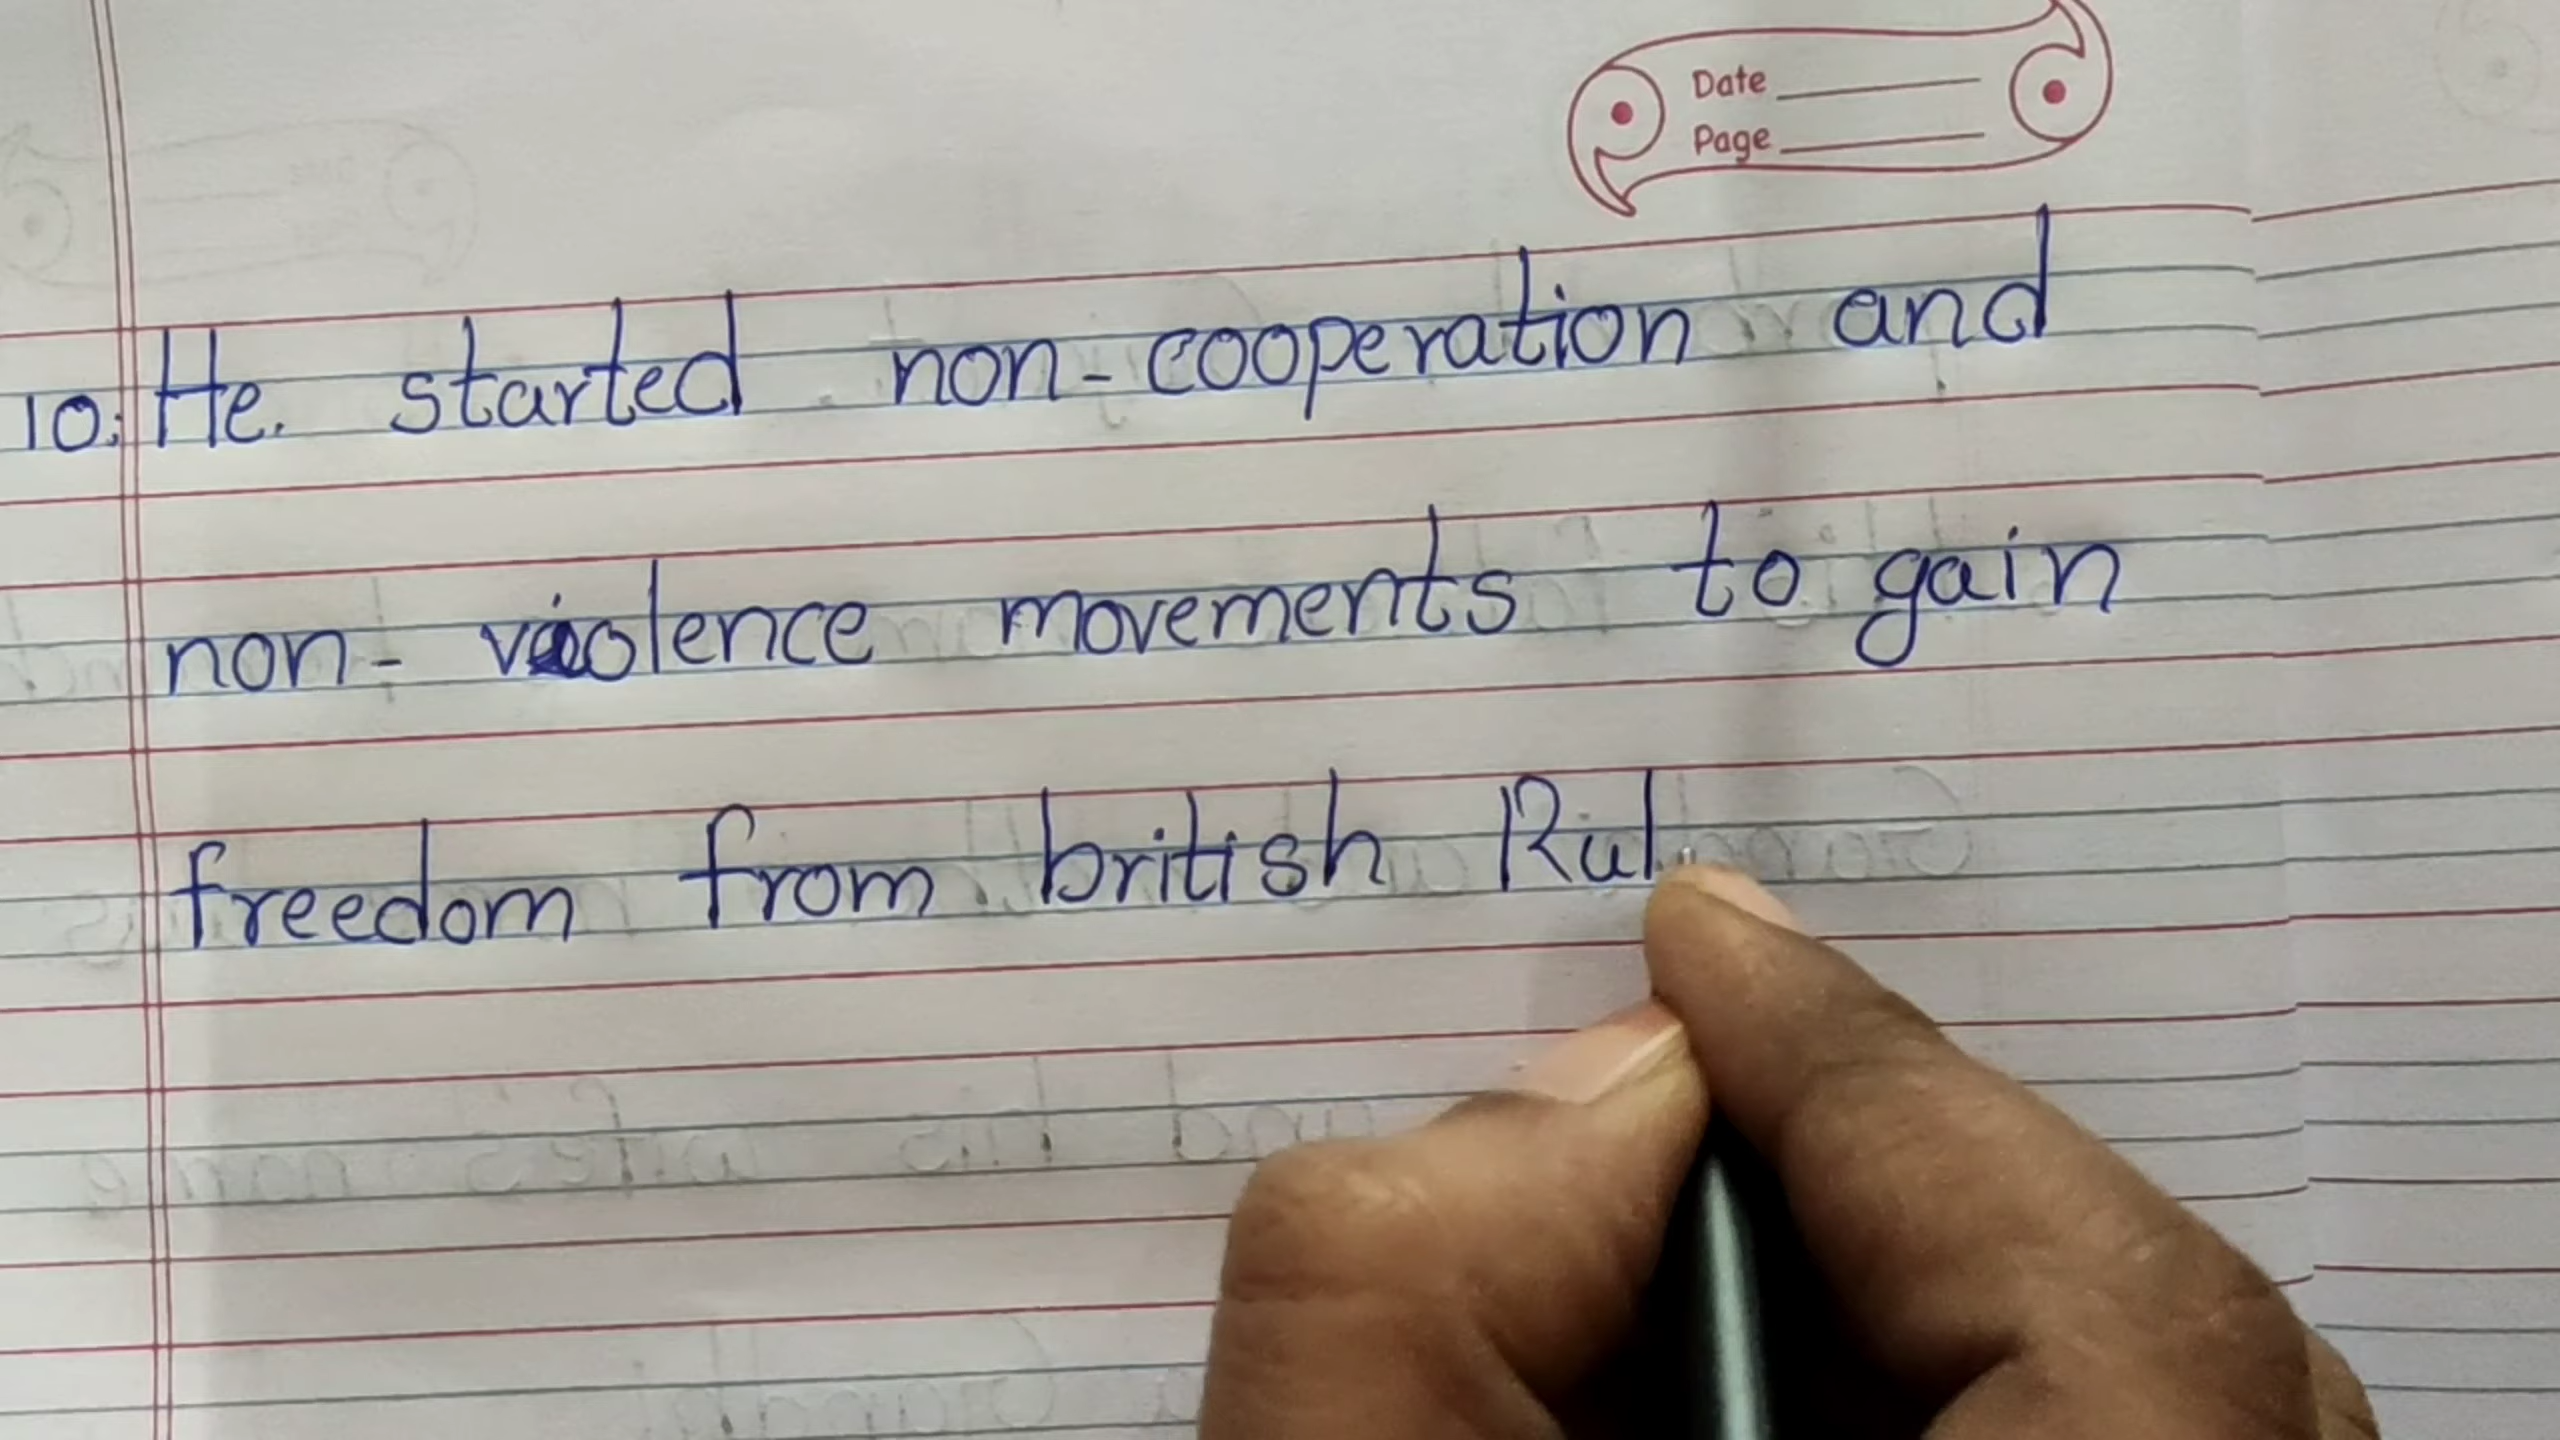 Date
Page
10. He. started non-cooperation and
non-violence movements to gain
freedom from british Rul